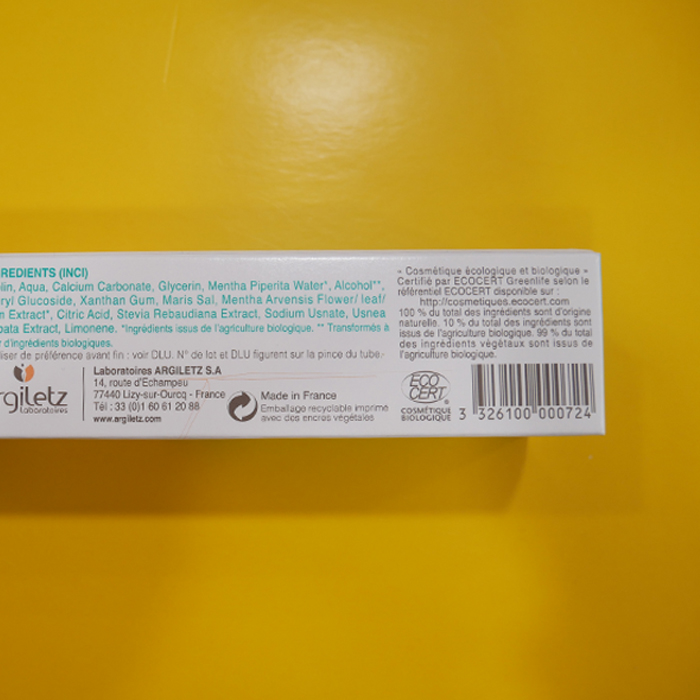 REDIENTS (INCI)
lin, Aqua, Calcium Carbonate, Glycerin, Mentha Piperita Water*, Alcohol**,
ryl Glucoside, Xanthan Gum, Maris Sal, Mentha Arvensis Flower/ leaf/
n Extract*, Citric Acid, Stevia Rebaudiana Extract, Sodium Usnate, Usnea
bata Extract, Limonene. *Ingrédients issus de l'agriculture biologique. ** Transformés à
r d'ingrédients biologiques.
liser de préférence avant fin : voir DLU. N° de lot et DLU figurent sur la pince du tube.
argiletz
Laboratoires
Laboratoires ARGILETZ S.A
14, route d'Echampeu
77440 Lizy-sur-Ourcq - France
Tél : 33 (0)1 60 61 20 88
www.argiletz.com
Made in France
Emballage recyclable imprimé
avec des encres végétales
« Cosmétique écologique et biologique »
Certifié par ECOCERT Greenlife selon le
référentiel ECOCERT disponible sur :
http://cosmetiques.ecocert.com
100 % du total des ingrédients sont d'origine
naturelle. 10 % du total des ingrédients sont
issus de l'agriculture biologique. 99 % du total
des ingrédients végétaux sont issus de
l'agriculture biologique.
ECO
CERT
COSMÉTIQUE
BIOLOGIQUE
3 326100 000724